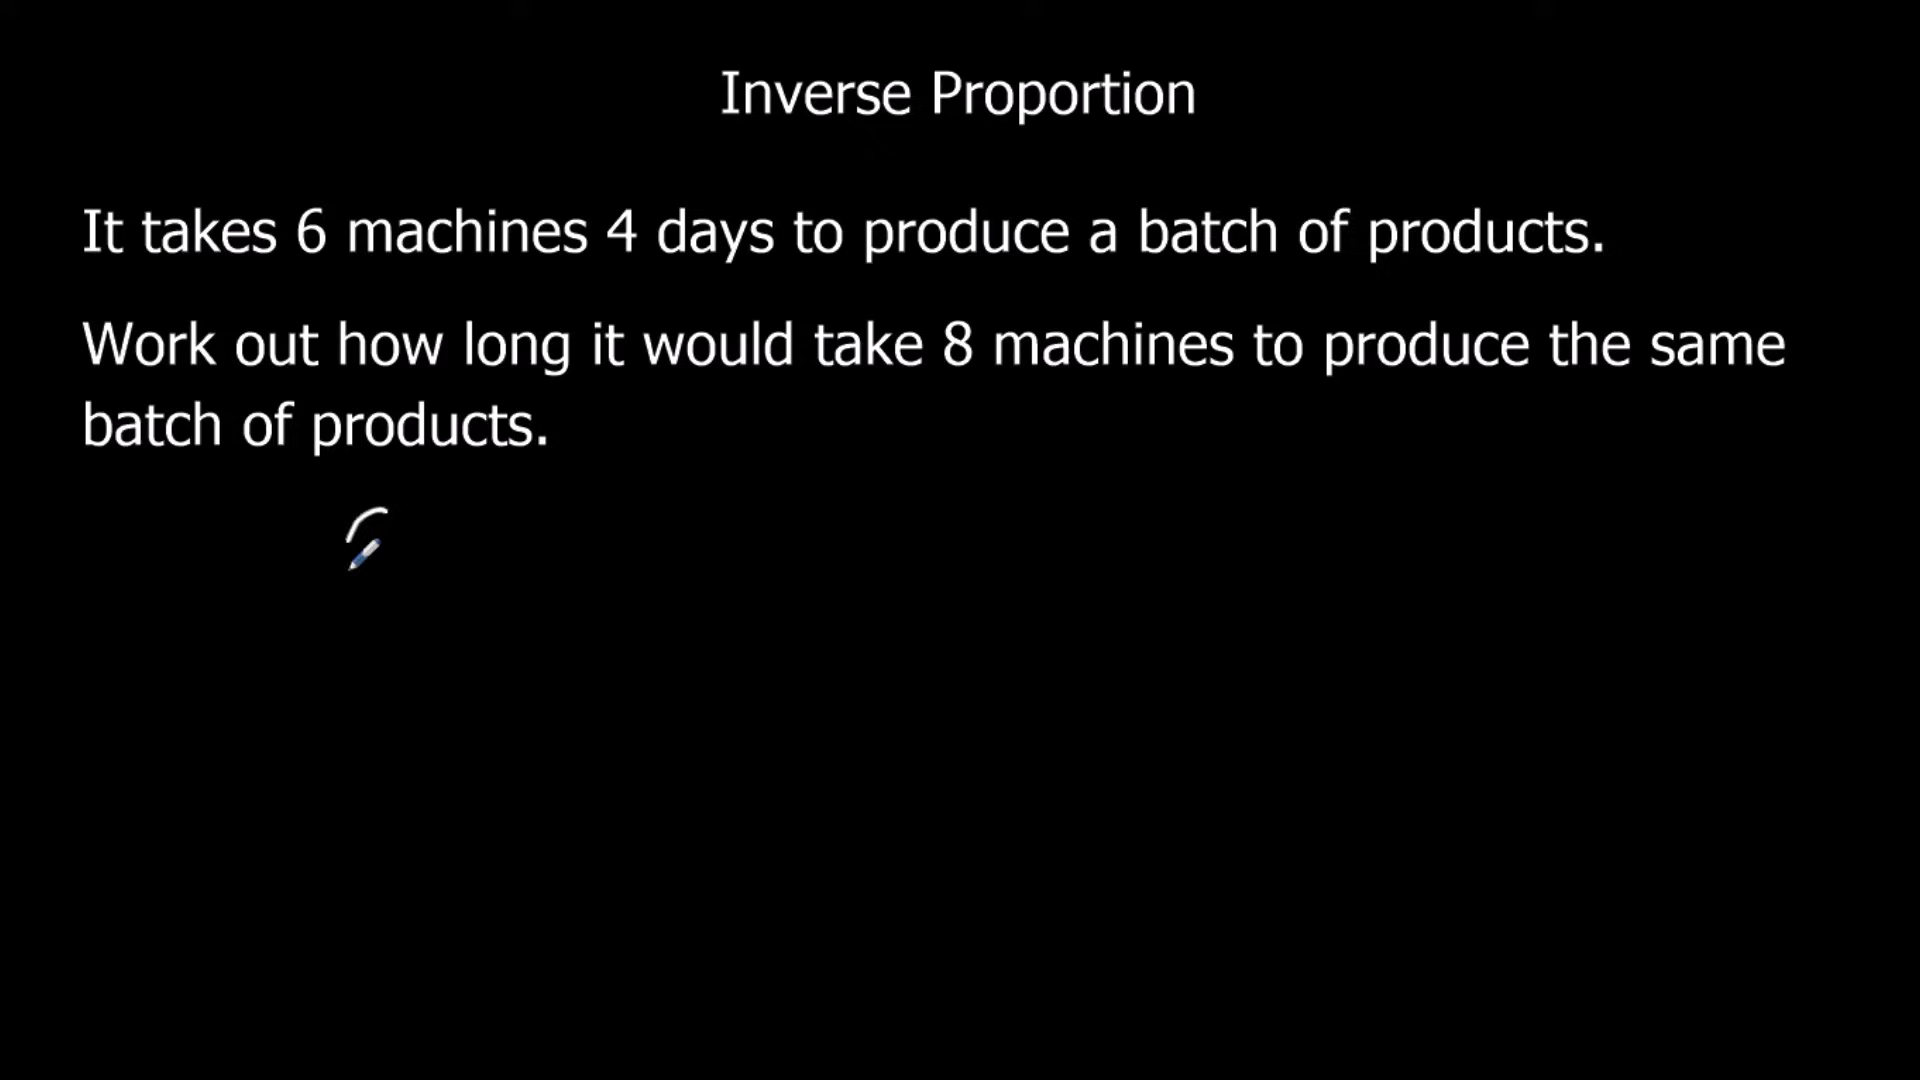 Inverse Proportion
It takes 6 machines 4 days to produce a batch of products.
Work out how long it would take 8 machines to produce the same
batch of products.